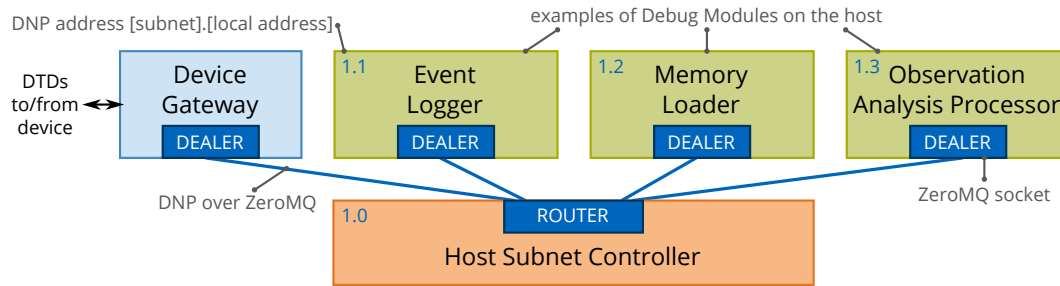 DNP address [subnet].[local address]
examples of Debug Modules on the host
DTDs
to/from
device
Device
Gateway
DEALER
1.1
Event
Logger
DEALER
1.2
Memory
Loader
DEALER
1.3
Observation
Analysis Processor
DEALER
DNP over ZeroMQ
ZeroMQ socket
1.0
ROUTER
Host Subnet Controller